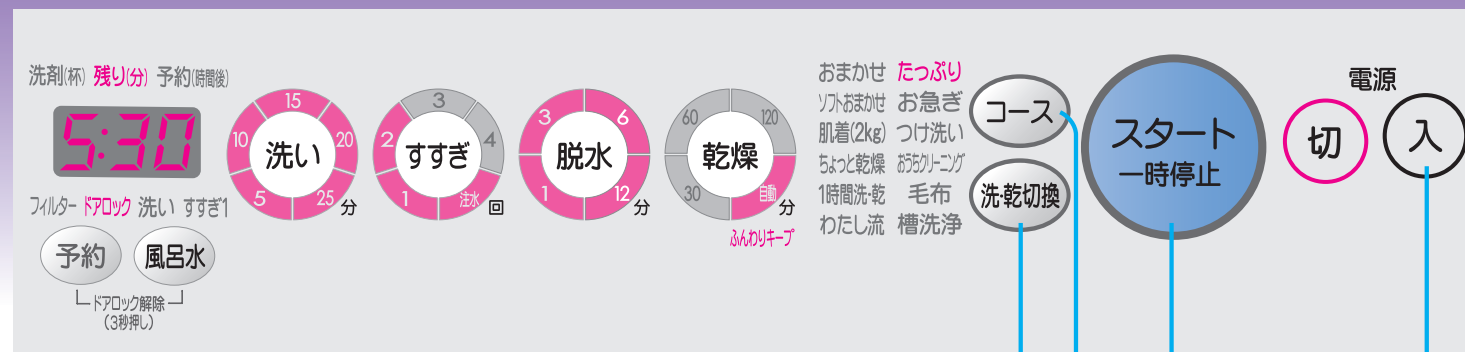 洗剤(杯) 残り(分) 予約(時間後)
5:30
フィルター ドアロック 洗い すすぎ1
予約
風呂水
ドアロック解除
(3秒押し)
15
10
20
洗い
5
25
分
3
2
4
すすぎ
1
注水
回
3
6
脱水
1
12
分
60
120
乾燥
30
自動
分
ふんわりキープ
おまかせ たっぷり
ソフトおまかせ お急ぎ
肌着(2kg) つけ洗い
ちょっと乾燥 おうちクリーニング
1時間洗・乾 毛布
わたし流 槽洗浄
コース
洗・乾切換
スタート
一時停止
電源
切
入